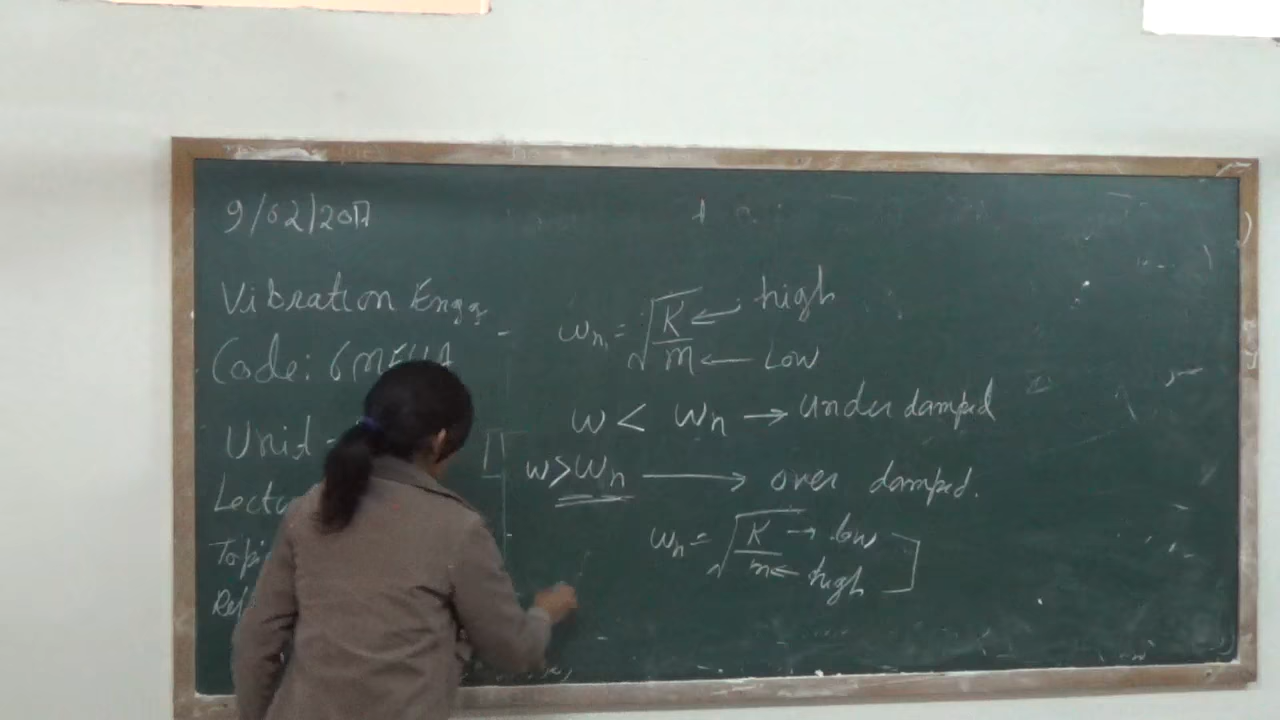 9/02/2017
Vibration Engg
Code: 6ME
Unit -
ωn = √K/m ← high
← Low
ω < ωn → Under damped
ω > ωn → over damped.
ωn = √K/m → low
← high